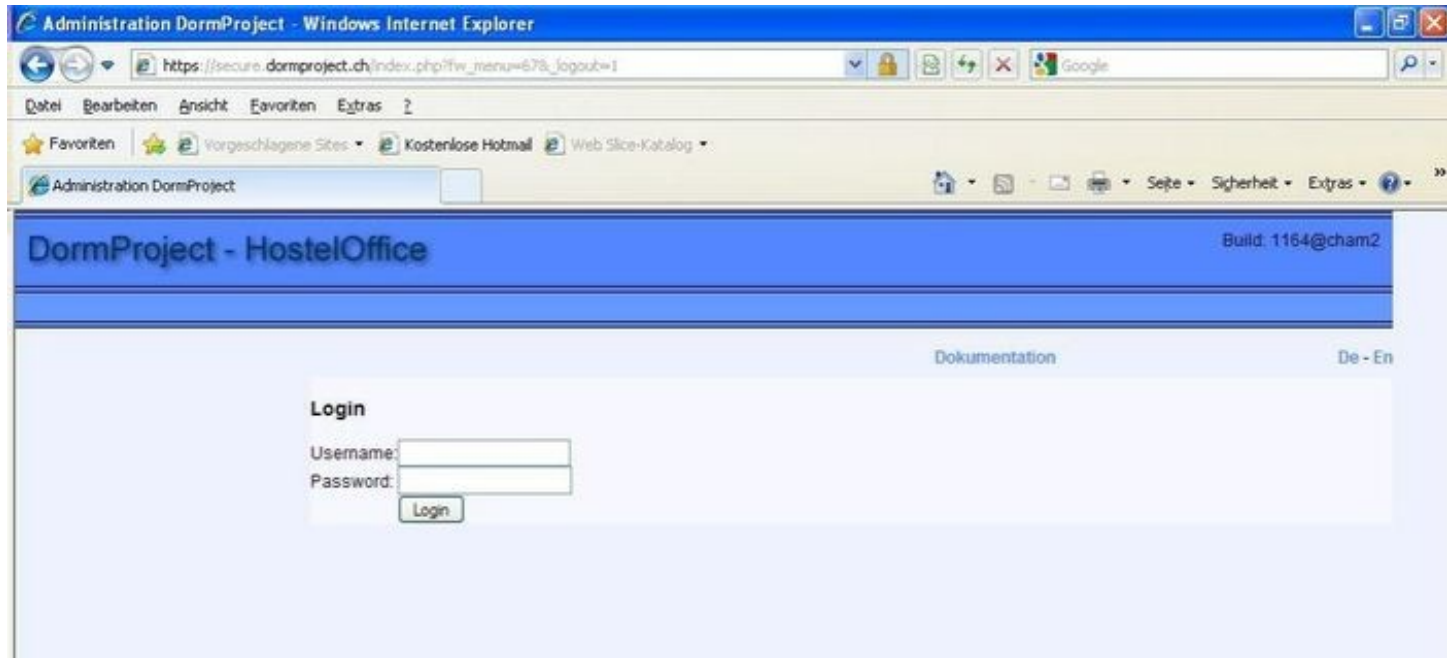 Administration DormProject - Windows Internet Explorer
https://secure.dormproject.ch/index.php?fw_menu=67&_logout=1 Google
Datei Bearbeiten Ansicht Favoriten Extras ?
Favoriten Vorgeschlagene Sites Kostenlose Hotmail Web Slice-Katalog
Administration DormProject Seite Sicherheit Extras »
DormProject - HostelOffice Build: 1164@cham2
Dokumentation De - En
Login
Username:
Password:
Login